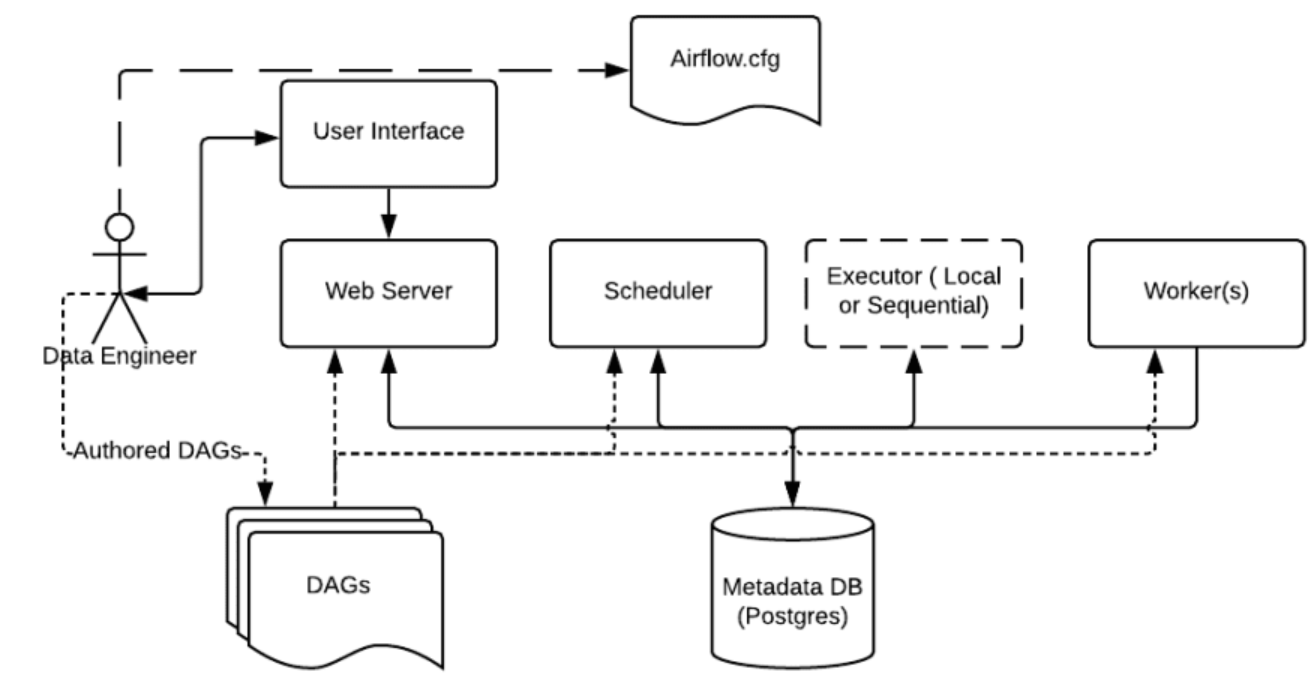 Airflow.cfg
User Interface
Web Server
Scheduler
Executor ( Local
or Sequential)
Worker(s)
Data Engineer
Authored DAGs
DAGs
Metadata DB
(Postgres)